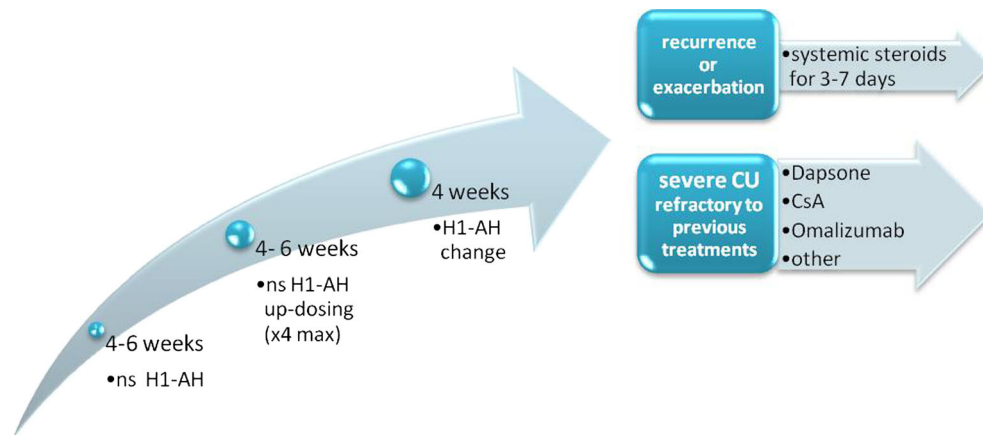 4-6 weeks
•ns H1-AH
4- 6 weeks
•ns H1-AH
up-dosing
(x4 max)
4 weeks
•H1-AH
change
recurrence
or
exacerbation
•systemic steroids
for 3-7 days
severe CU
refractory to
previous
treatments
•Dapsone
•CsA
•Omalizumab
•other